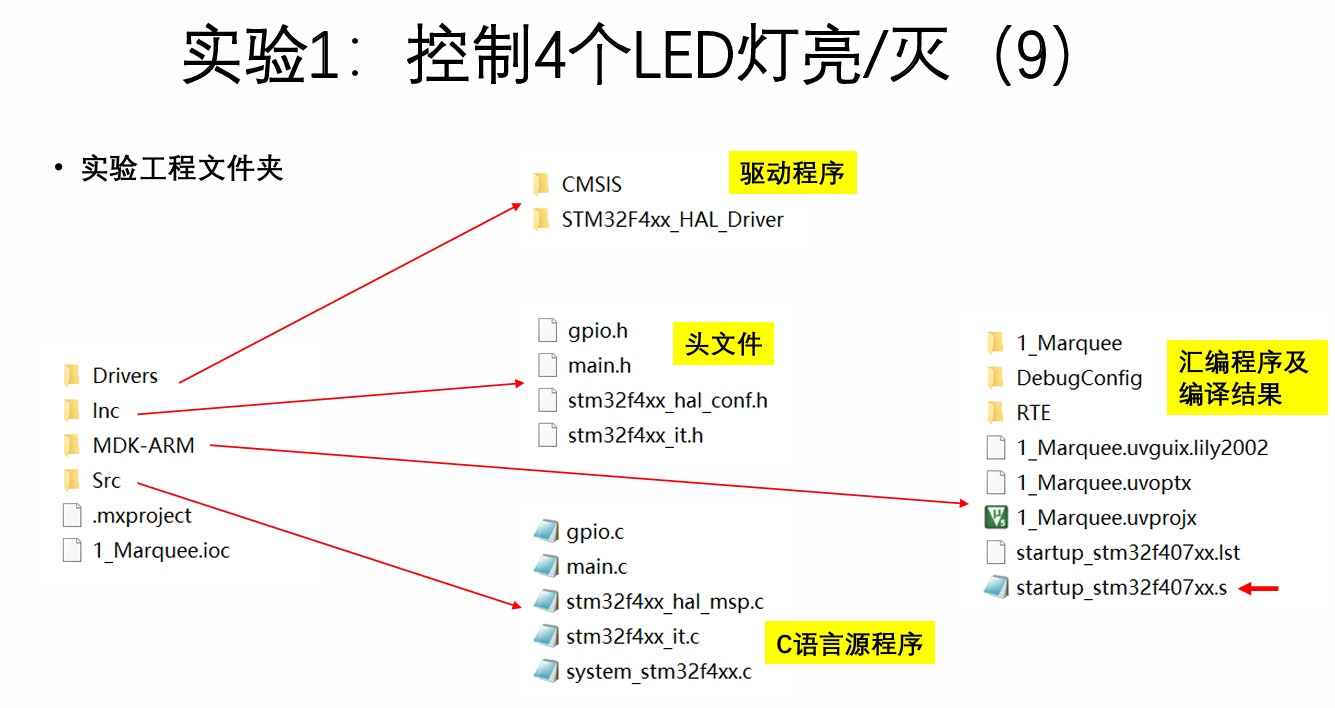 实验1：控制4个LED灯亮/灭（9）
• 实验工程文件夹
Drivers
Inc
MDK-ARM
Src
.mxproject
1_Marquee.ioc
CMSIS
STM32F4xx_HAL_Driver
驱动程序
gpio.h
main.h
stm32f4xx_hal_conf.h
stm32f4xx_it.h
头文件
gpio.c
main.c
stm32f4xx_hal_msp.c
stm32f4xx_it.c
system_stm32f4xx.c
C语言源程序
1_Marquee
DebugConfig
RTE
1_Marquee.uvguix.lily2002
1_Marquee.uvoptx
1_Marquee.uvprojx
startup_stm32f407xx.lst
startup_stm32f407xx.s
汇编程序及
编译结果